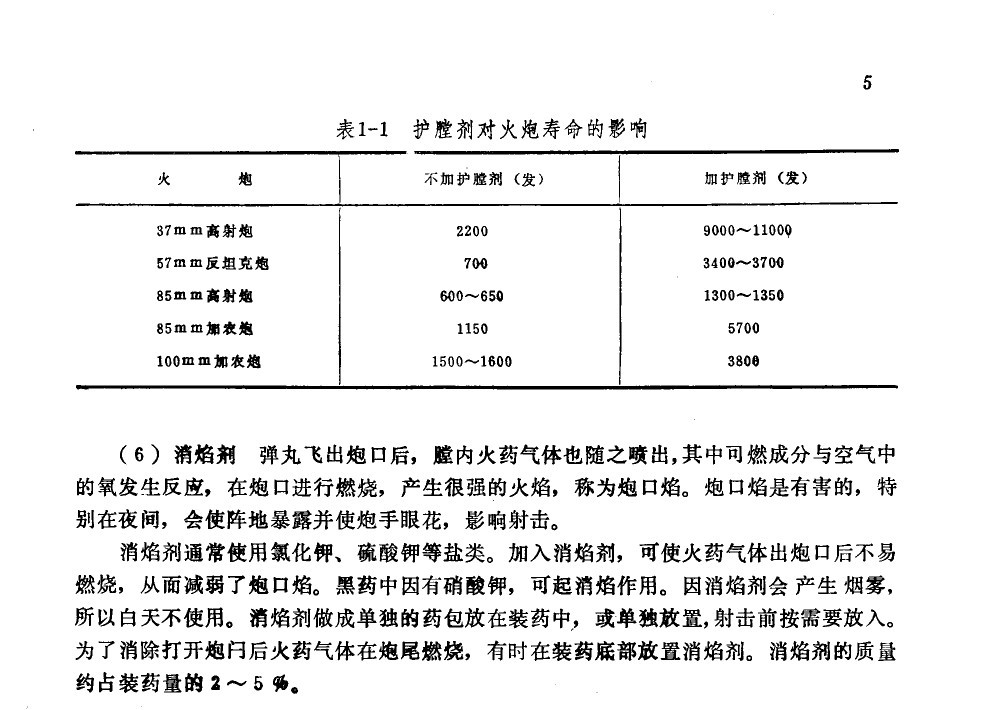 5
表1-1 护膛剂对火炮寿命的影响
火 炮 不加护膛剂（发） 加护膛剂（发）
37mm高射炮 2200 9000～11000
57mm反坦克炮 700 3400～3700
85mm高射炮 600～650 1300～1350
85mm加农炮 1150 5700
100mm加农炮 1500～1600 3800
（6）消焰剂 弹丸飞出炮口后，膛内火药气体也随之喷出，其中可燃成分与空气中
的氧发生反应，在炮口进行燃烧，产生很强的火焰，称为炮口焰。炮口焰是有害的，特
别在夜间，会使阵地暴露并使炮手眼花，影响射击。
消焰剂通常使用氯化钾、硫酸钾等盐类。加入消焰剂，可使火药气体出炮口后不易
燃烧，从而减弱了炮口焰。黑药中因有硝酸钾，可起消焰作用。因消焰剂会产生烟雾，
所以白天不使用。消焰剂做成单独的药包放在装药中，或单独放置，射击前按需要放入。
为了消除打开炮闩后火药气体在炮尾燃烧，有时在装药底部放置消焰剂。消焰剂的质量
约占装药量的2～5%。